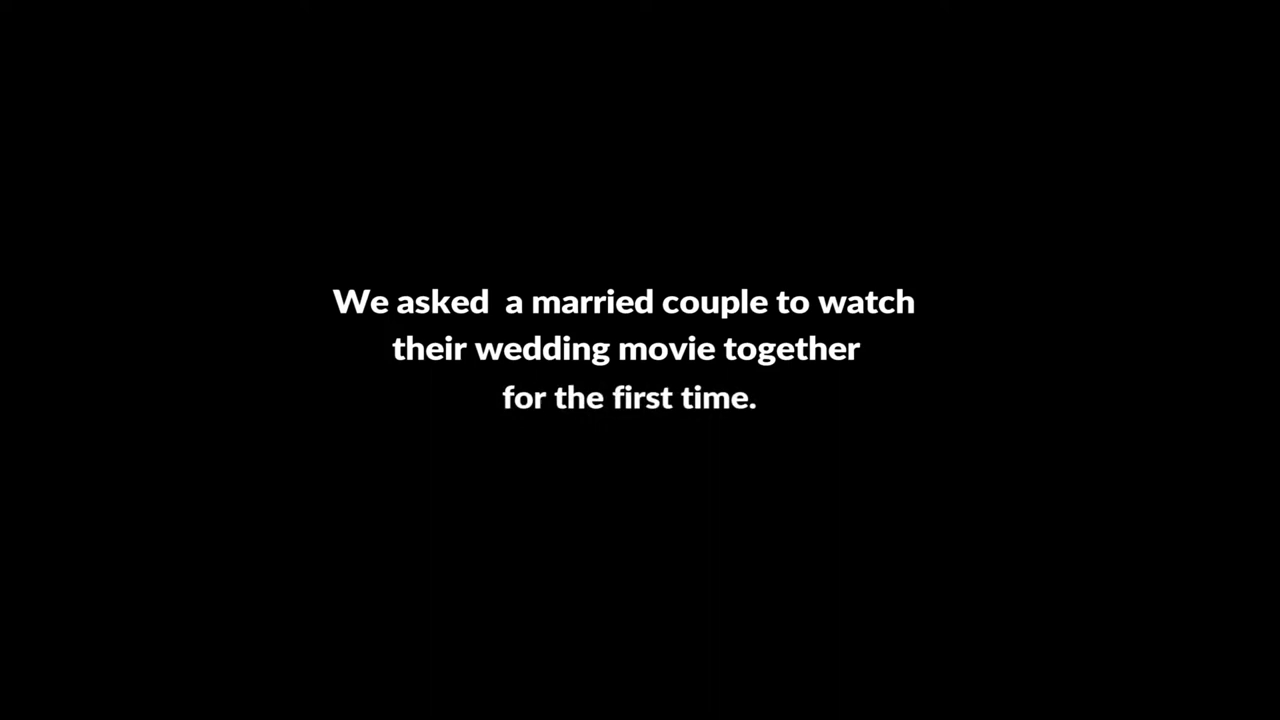 We asked  a married couple to watch
their wedding movie together
for the first time.